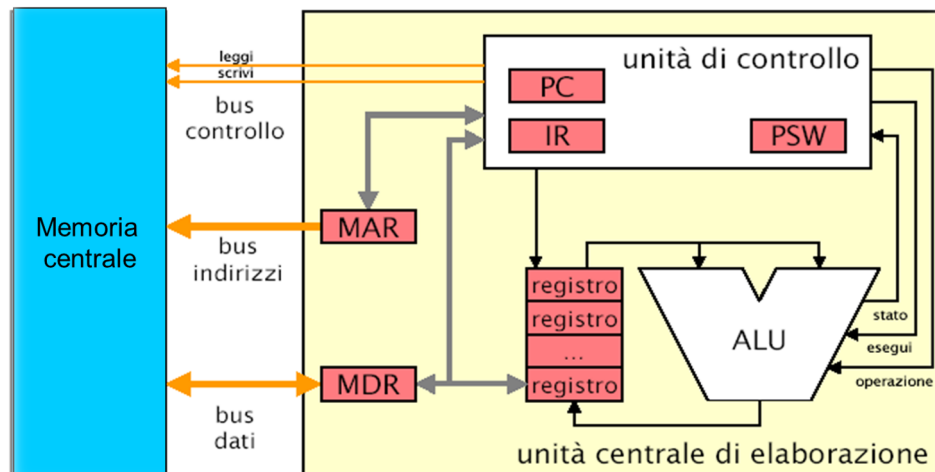 leggi
scrivi
bus
controllo
unità di controllo
PC
IR
PSW
Memoria
centrale
MAR
bus
indirizzi
registro
registro
...
registro
ALU
stato
esegui
operazione
MDR
bus
dati
unità centrale di elaborazione